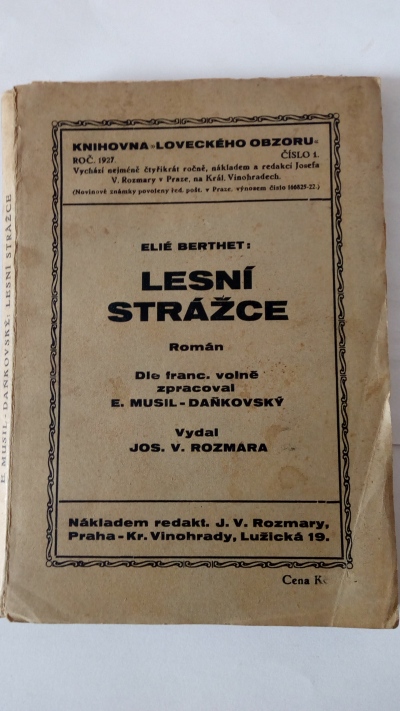 KNIHOVNA »LOVECKÉHO OBZORU«
ROČ. 1927. ČÍSLO 1.
Vychází nejméně čtyřikrát ročně, nákladem a redakcí Josefa
V. Rozmary v Praze, na Král. Vinohradech.
(Novinové známky povoleny řed. pošt. v Praze, výnosem číslo 166825-22.)
ELIÉ BERTHET:
LESNÍ
STRÁŽCE
Román
Dle franc. volně
zpracoval
E. MUSIL-DAŇKOVSKÝ
Vydal
JOS. V. ROZMARA
Nákladem redakt. J. V. Rozmary,
Praha-Kr. Vinohrady, Lužická 19.
Cena
E. MUSIL-DAŇKOVSKÝ: LESNÍ STRÁŽCE